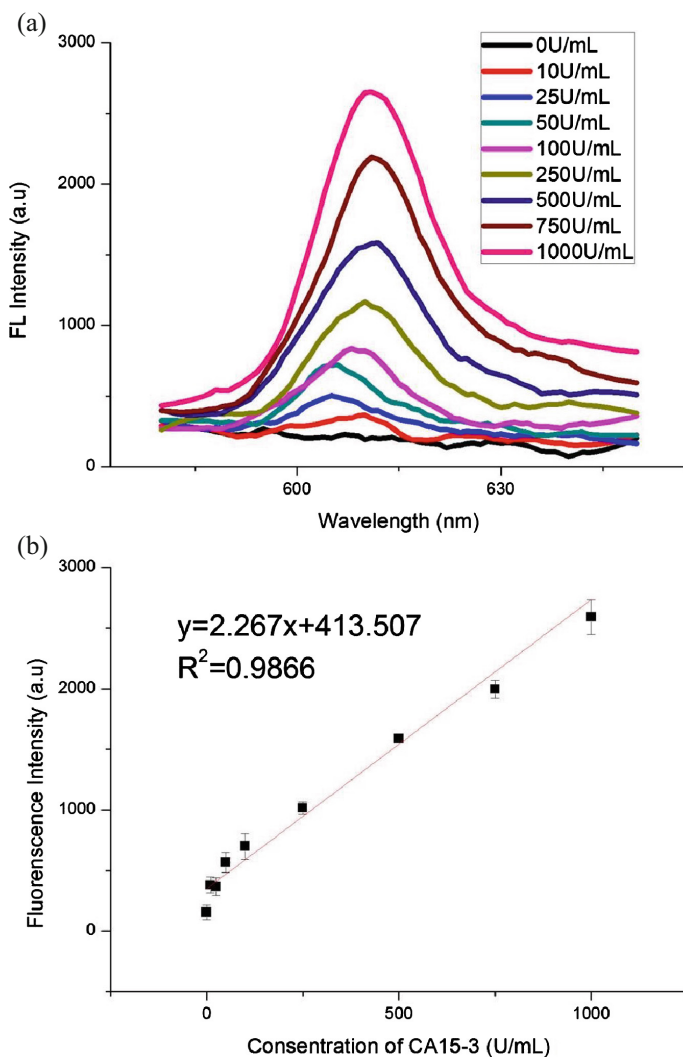 (a)
3000
2000
1000
0
FL Intensity (a.u)
0U/mL
10U/mL
25U/mL
50U/mL
100U/mL
250U/mL
500U/mL
750U/mL
1000U/mL
600
630
Wavelength (nm)
(b)
3000
2000
1000
0
Fluorenscence Intensity (a.u)
y=2.267x+413.507
R²=0.9866
0
500
1000
Consentration of CA15-3 (U/mL)